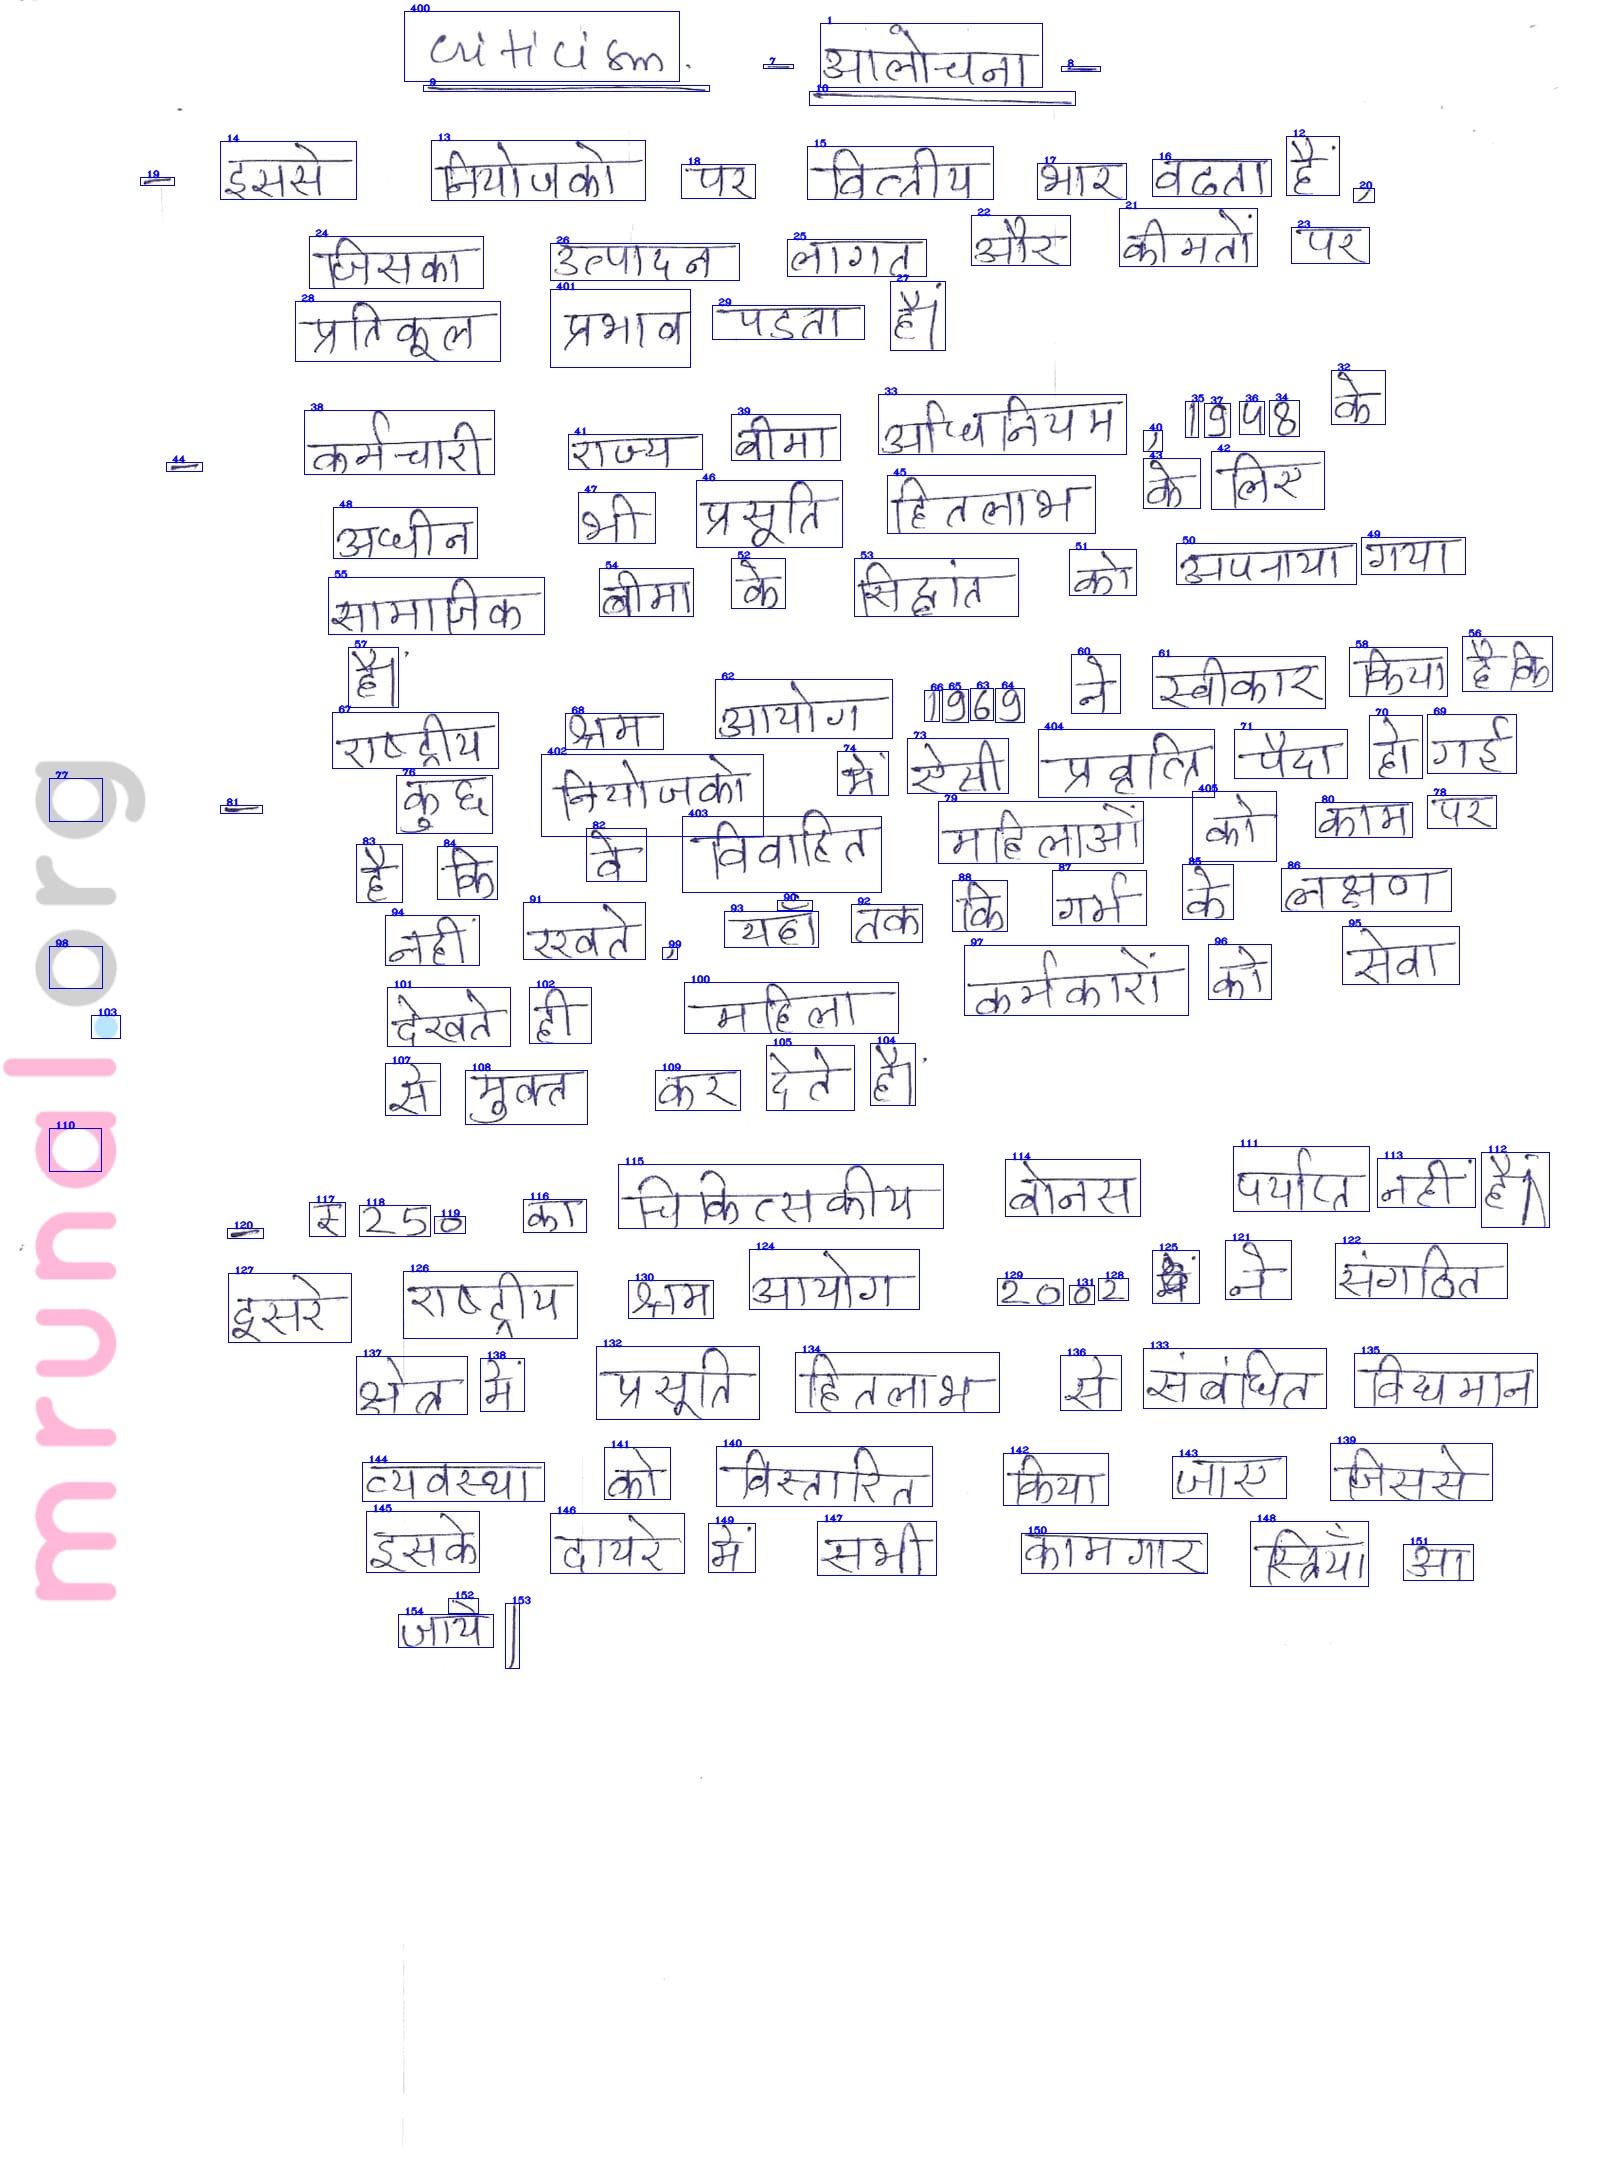 criticism. - आलोचना -
- इससे नियोजको पर वित्तीय भार बढता हैं,
जिसका उत्पादन लागत और कीमतों पर
प्रतिकूल प्रभाव पडता हैं।
- कर्मचारी राज्य बीमा अधिनियम, 1948 के
अधीन भी प्रसूति हितलाभ के लिए
सामाजिक बीमा के सिद्धांत को अपनाया गया
हैं।
राष्ट्रीय श्रम आयोग 1969 ने स्वीकार किया है कि
- कुछ नियोजको में ऐसी प्रवृत्ति पैदा हो गई
है कि वे विवाहित महिलाओं को काम पर
नहीं रखते, यहाँ तक कि गर्भ के लक्षण
देखते ही महिला कर्मकारों को सेवा
से मुक्त कर देते हैं।
- ₹ 250 का चिकित्सकीय बोनस पर्याप्त नहीं हैं।
दूसरे राष्ट्रीय श्रम आयोग 2002 ने संगठित
क्षेत्र में प्रसूति हितलाभ से संबंधित विद्यमान
व्यवस्था को विस्तारित किया जाए जिससे
इसके दायरे में सभी कामगार स्त्रियाँ आ
जाये।
mrunal.org